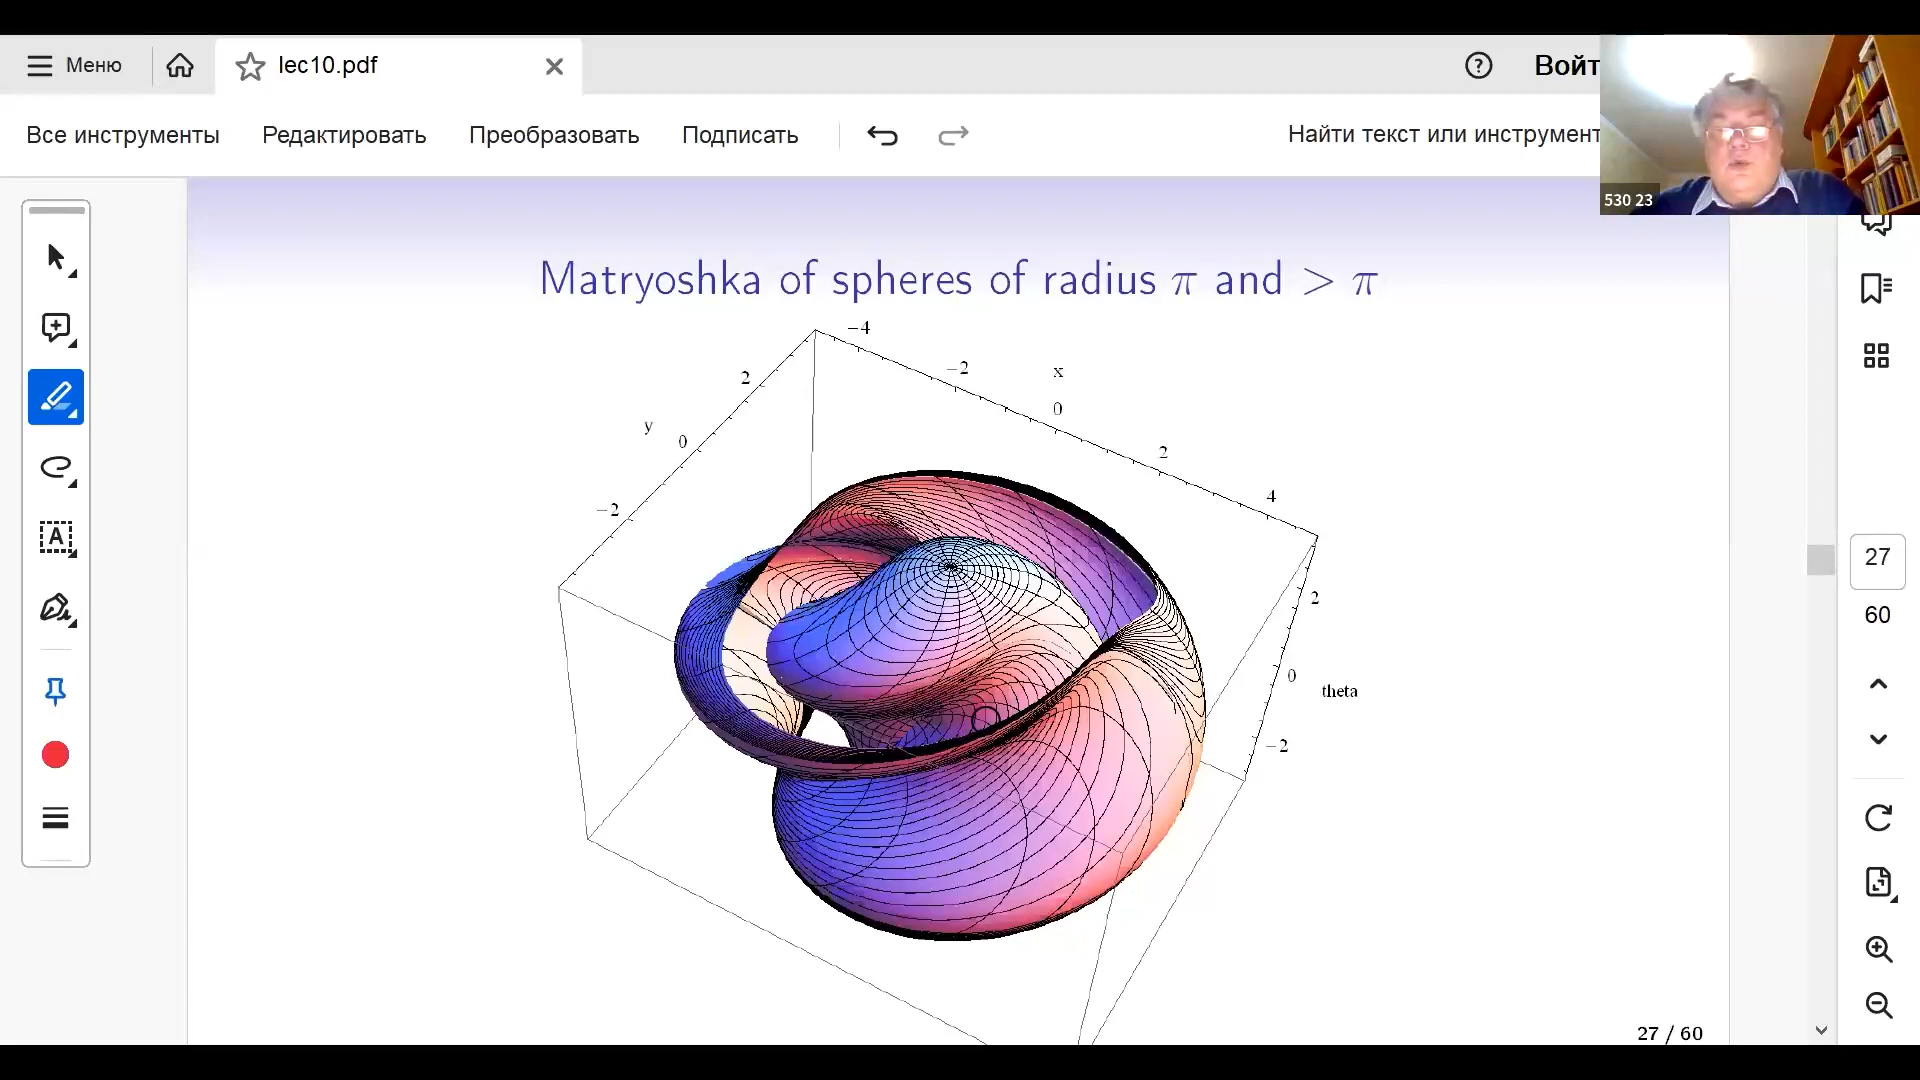 Меню
lec10.pdf
Войт
Все инструменты
Редактировать
Преобразовать
Подписать
Найти текст или инструмент
530 23
Matryoshka of spheres of radius π and > π
−4
−2
x
0
2
4
2
y
0
−2
2
0
theta
−2
A
27
60
27 / 60